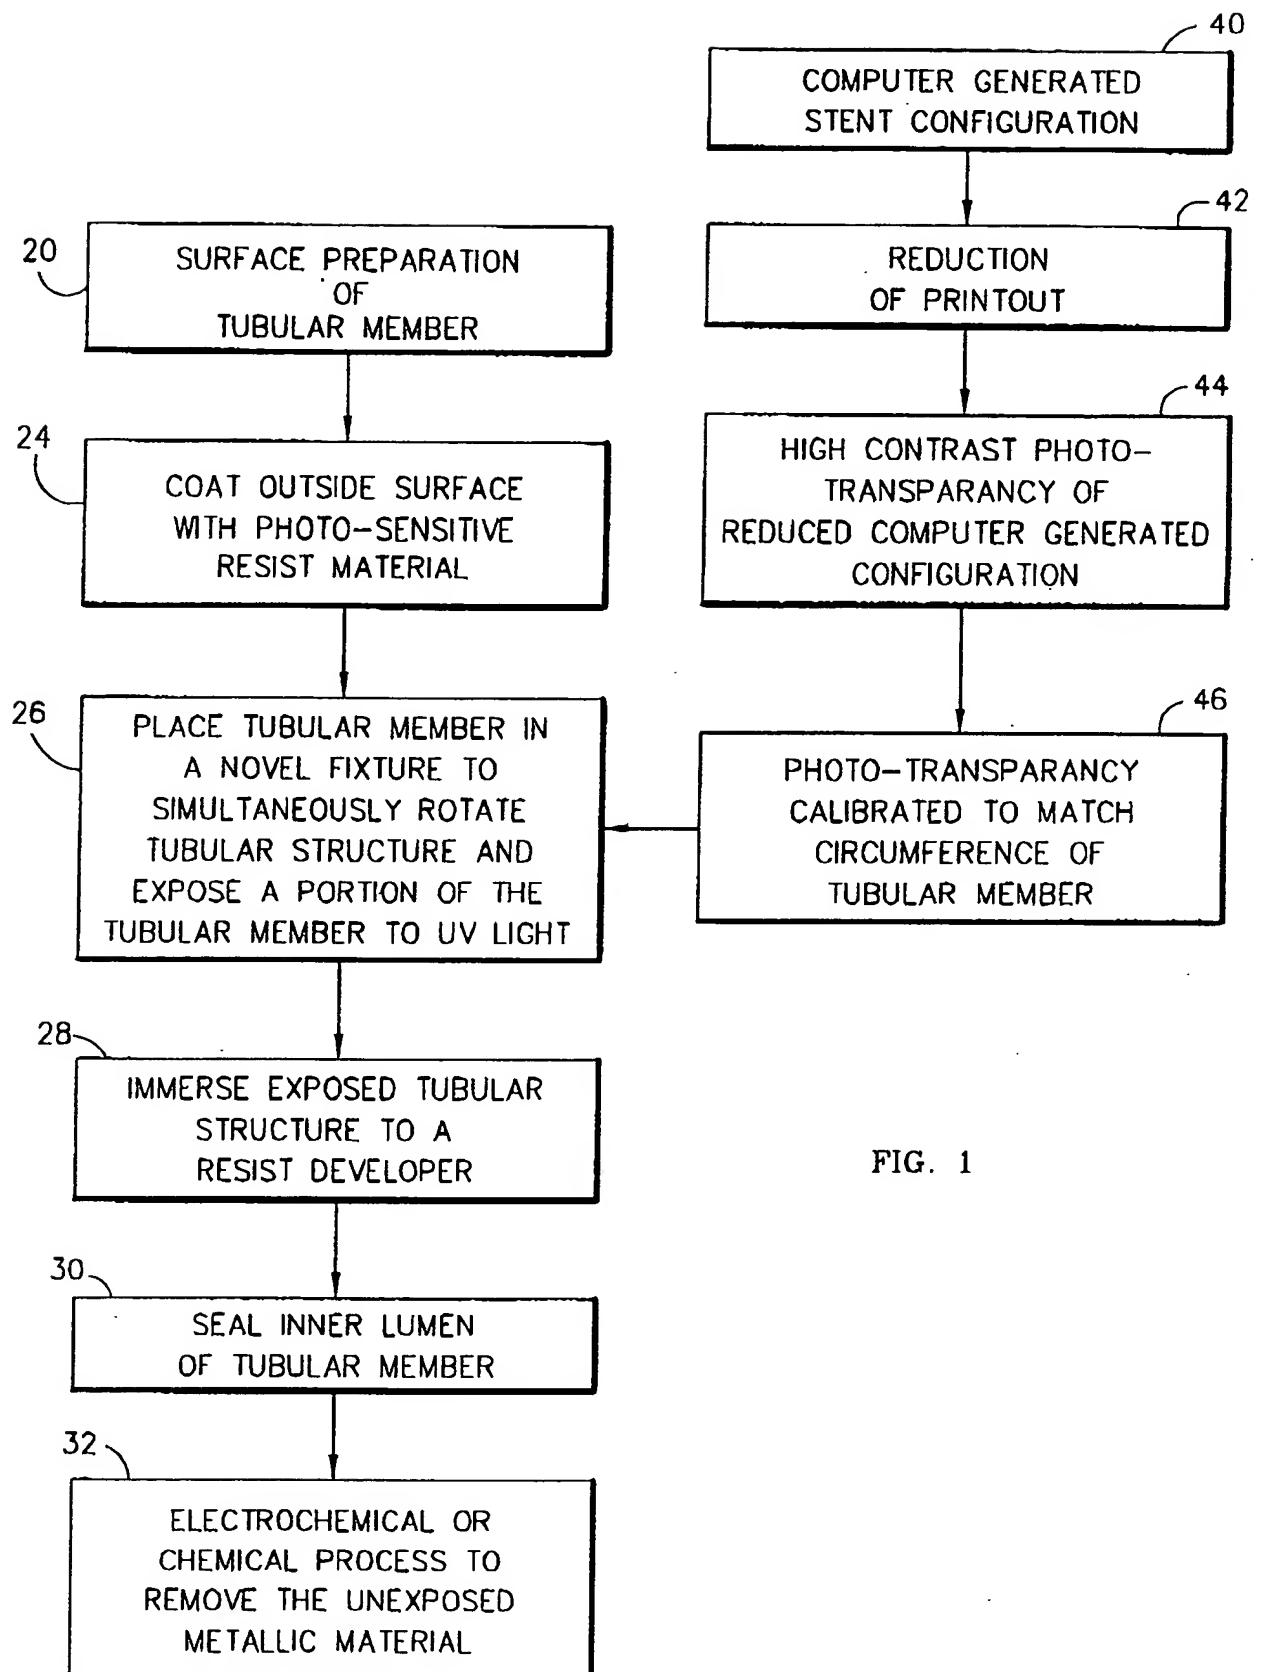 40
COMPUTER GENERATED
STENT CONFIGURATION
42
REDUCTION
OF PRINTOUT
44
HIGH CONTRAST PHOTO-
TRANSPARANCY OF
REDUCED COMPUTER GENERATED
CONFIGURATION
46
PHOTO-TRANSPARANCY
CALIBRATED TO MATCH
CIRCUMFERENCE OF
TUBULAR MEMBER
20
SURFACE PREPARATION
OF
TUBULAR MEMBER
24
COAT OUTSIDE SURFACE
WITH PHOTO-SENSITIVE
RESIST MATERIAL
26
PLACE TUBULAR MEMBER IN
A NOVEL FIXTURE TO
SIMULTANEOUSLY ROTATE
TUBULAR STRUCTURE AND
EXPOSE A PORTION OF THE
TUBULAR MEMBER TO UV LIGHT
28
IMMERSE EXPOSED TUBULAR
STRUCTURE TO A
RESIST DEVELOPER
30
SEAL INNER LUMEN
OF TUBULAR MEMBER
32
ELECTROCHEMICAL OR
CHEMICAL PROCESS TO
REMOVE THE UNEXPOSED
METALLIC MATERIAL
FIG. 1